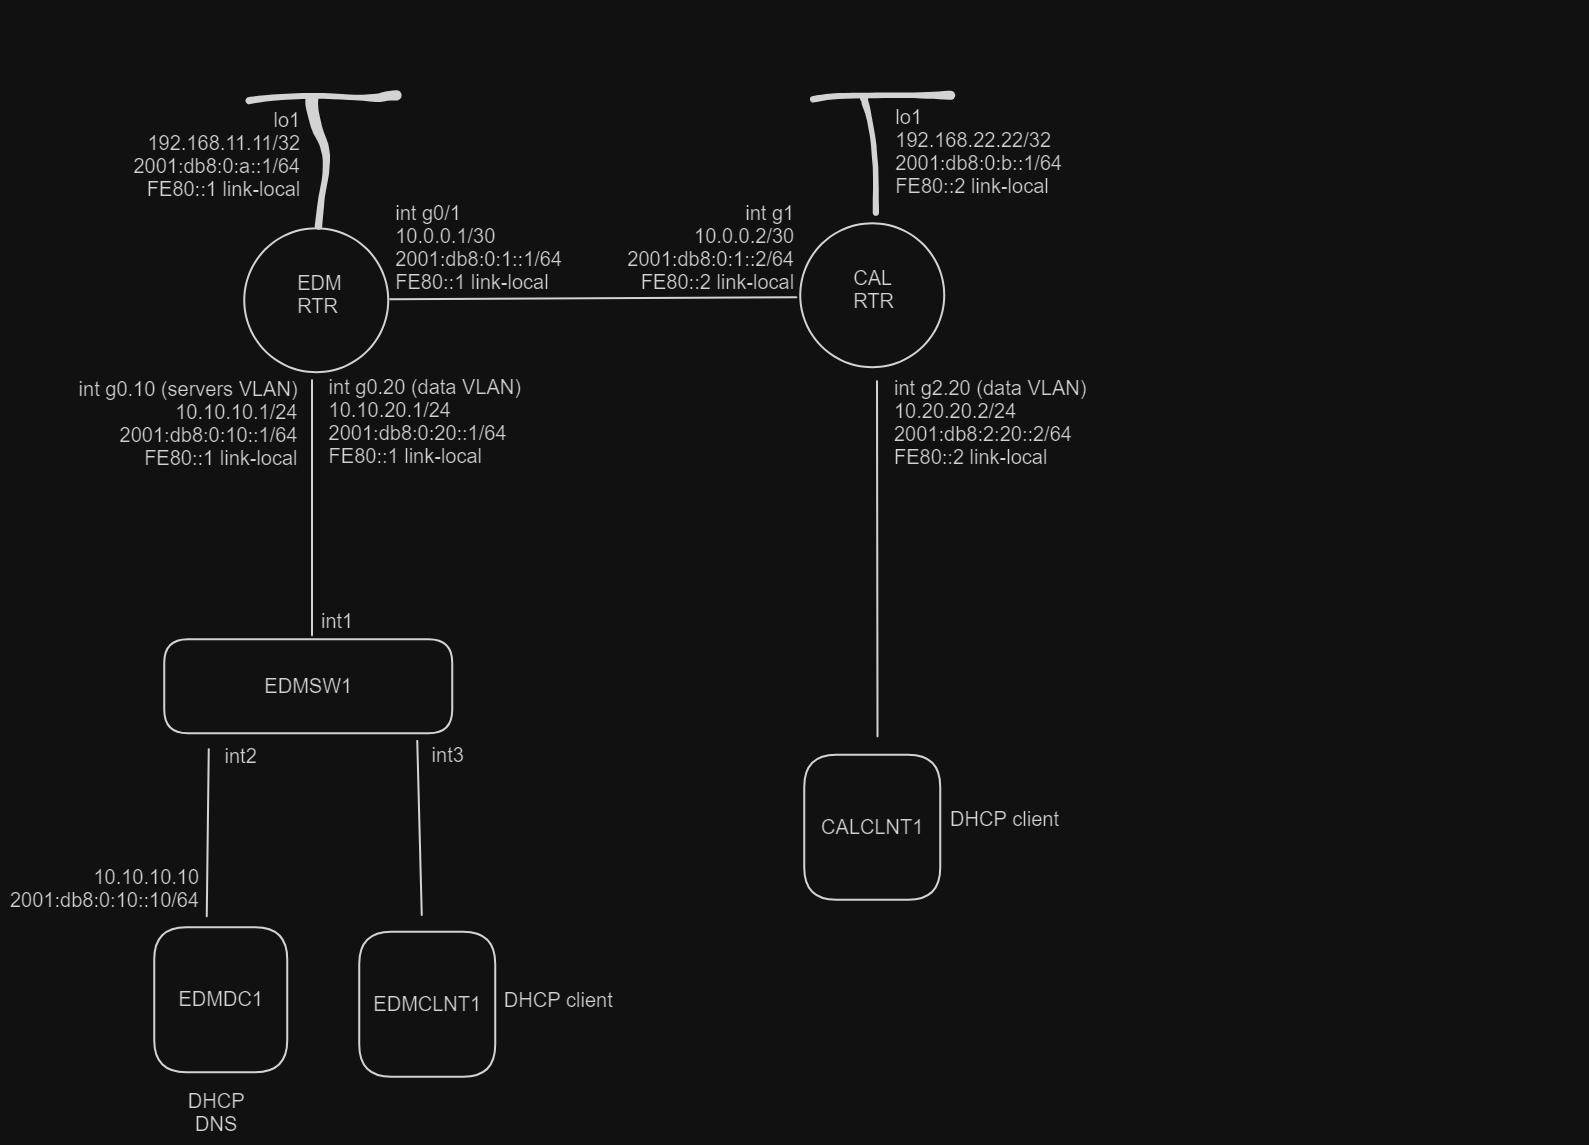 lo1
192.168.11.11/32
2001:db8:0:a::1/64
FE80::1 link-local
lo1
192.168.22.22/32
2001:db8:0:b::1/64
FE80::2 link-local
int g0/1
10.0.0.1/30
2001:db8:0:1::1/64
FE80::1 link-local
int g1
10.0.0.2/30
2001:db8:0:1::2/64
FE80::2 link-local
EDM
RTR
CAL
RTR
int g0.10 (servers VLAN)
10.10.10.1/24
2001:db8:0:10::1/64
FE80::1 link-local
int g0.20 (data VLAN)
10.10.20.1/24
2001:db8:0:20::1/64
FE80::1 link-local
int g2.20 (data VLAN)
10.20.20.2/24
2001:db8:2:20::2/64
FE80::2 link-local
int1
EDMSW1
int2
int3
10.10.10.10
2001:db8:0:10::10/64
CALCLNT1
DHCP client
EDMDC1
EDMCLNT1
DHCP client
DHCP
DNS